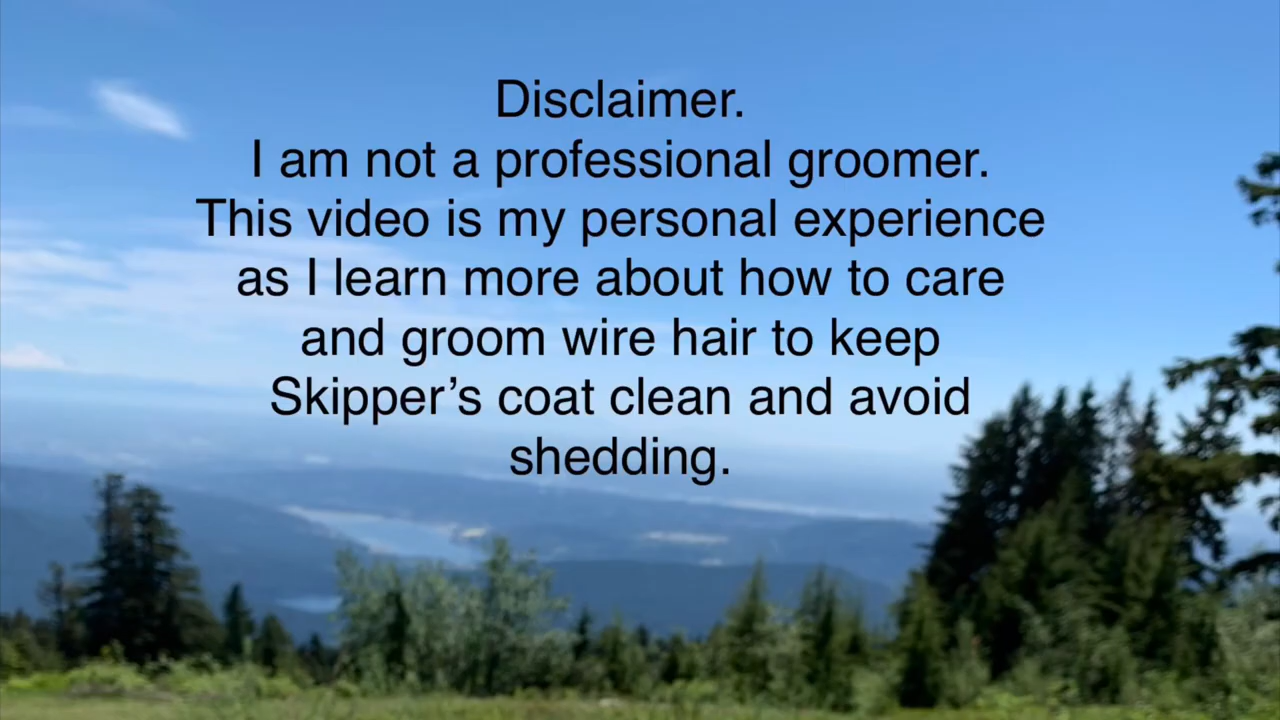 Disclaimer.
I am not a professional groomer.
This video is my personal experience
as I learn more about how to care
and groom wire hair to keep
Skipper’s coat clean and avoid
shedding.